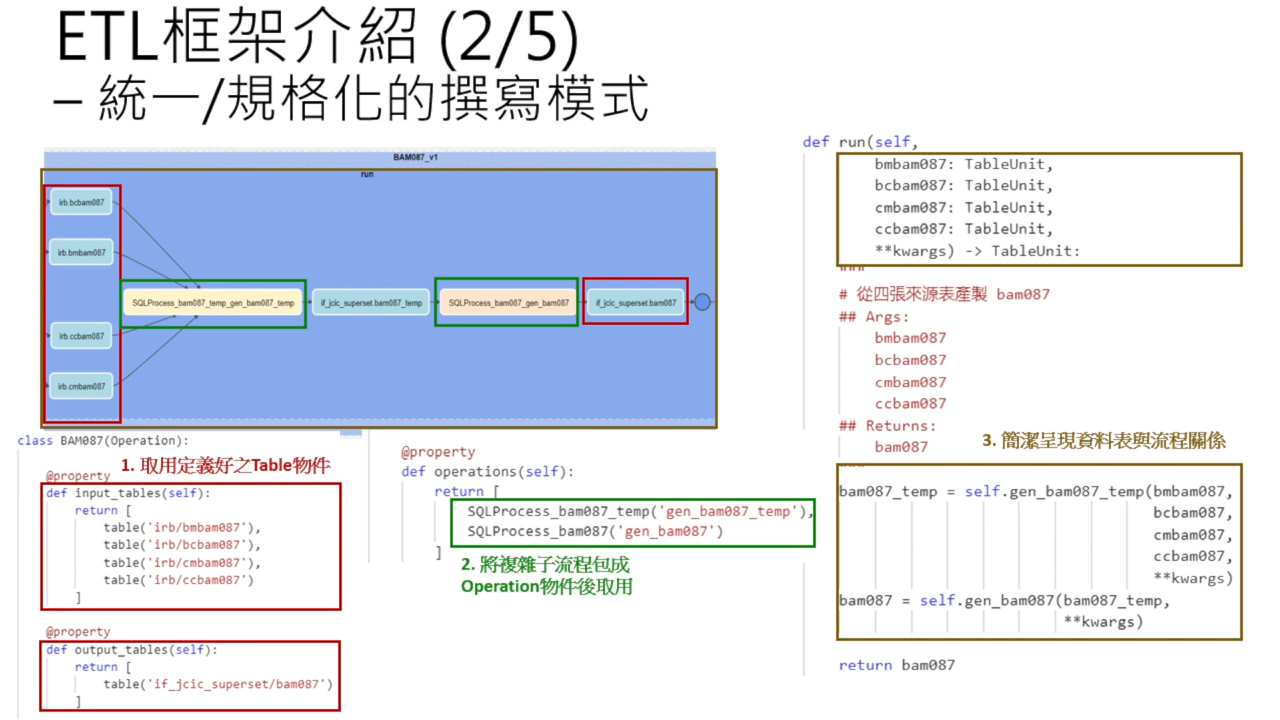 ETL框架介紹 (2/5)
– 統一/規格化的撰寫模式
BAM087_v1
run
irb.bcbam087
irb.bmbam087
SQLProcess_bam087_temp_gen_bam087_temp
if_jcic_superset.bam087_temp
SQLProcess_bam087_gen_bam087
if_jcic_superset.bam087
irb.ccbam087
irb.cmbam087
class BAM087(Operation):
1. 取用定義好之Table物件
@property
def input_tables(self):
return [
table('irb/bmbam087'),
table('irb/bcbam087'),
table('irb/cmbam087'),
table('irb/ccbam087')
]
@property
def output_tables(self):
return [
table('if_jcic_superset/bam087')
]
@property
def operations(self):
return [
SQLProcess_bam087_temp('gen_bam087_temp'),
SQLProcess_bam087('gen_bam087')
]
2. 將複雜子流程包成
Operation物件後取用
def run(self,
bmbam087: TableUnit,
bcbam087: TableUnit,
cmbam087: TableUnit,
ccbam087: TableUnit,
**kwargs) -> TableUnit:
# 從四張來源表產製 bam087
## Args:
bmbam087
bcbam087
cmbam087
ccbam087
## Returns:
bam087
3. 簡潔呈現資料表與流程關係
bam087_temp = self.gen_bam087_temp(bmbam087,
bcbam087,
cmbam087,
ccbam087,
**kwargs)
bam087 = self.gen_bam087(bam087_temp,
**kwargs)
return bam087